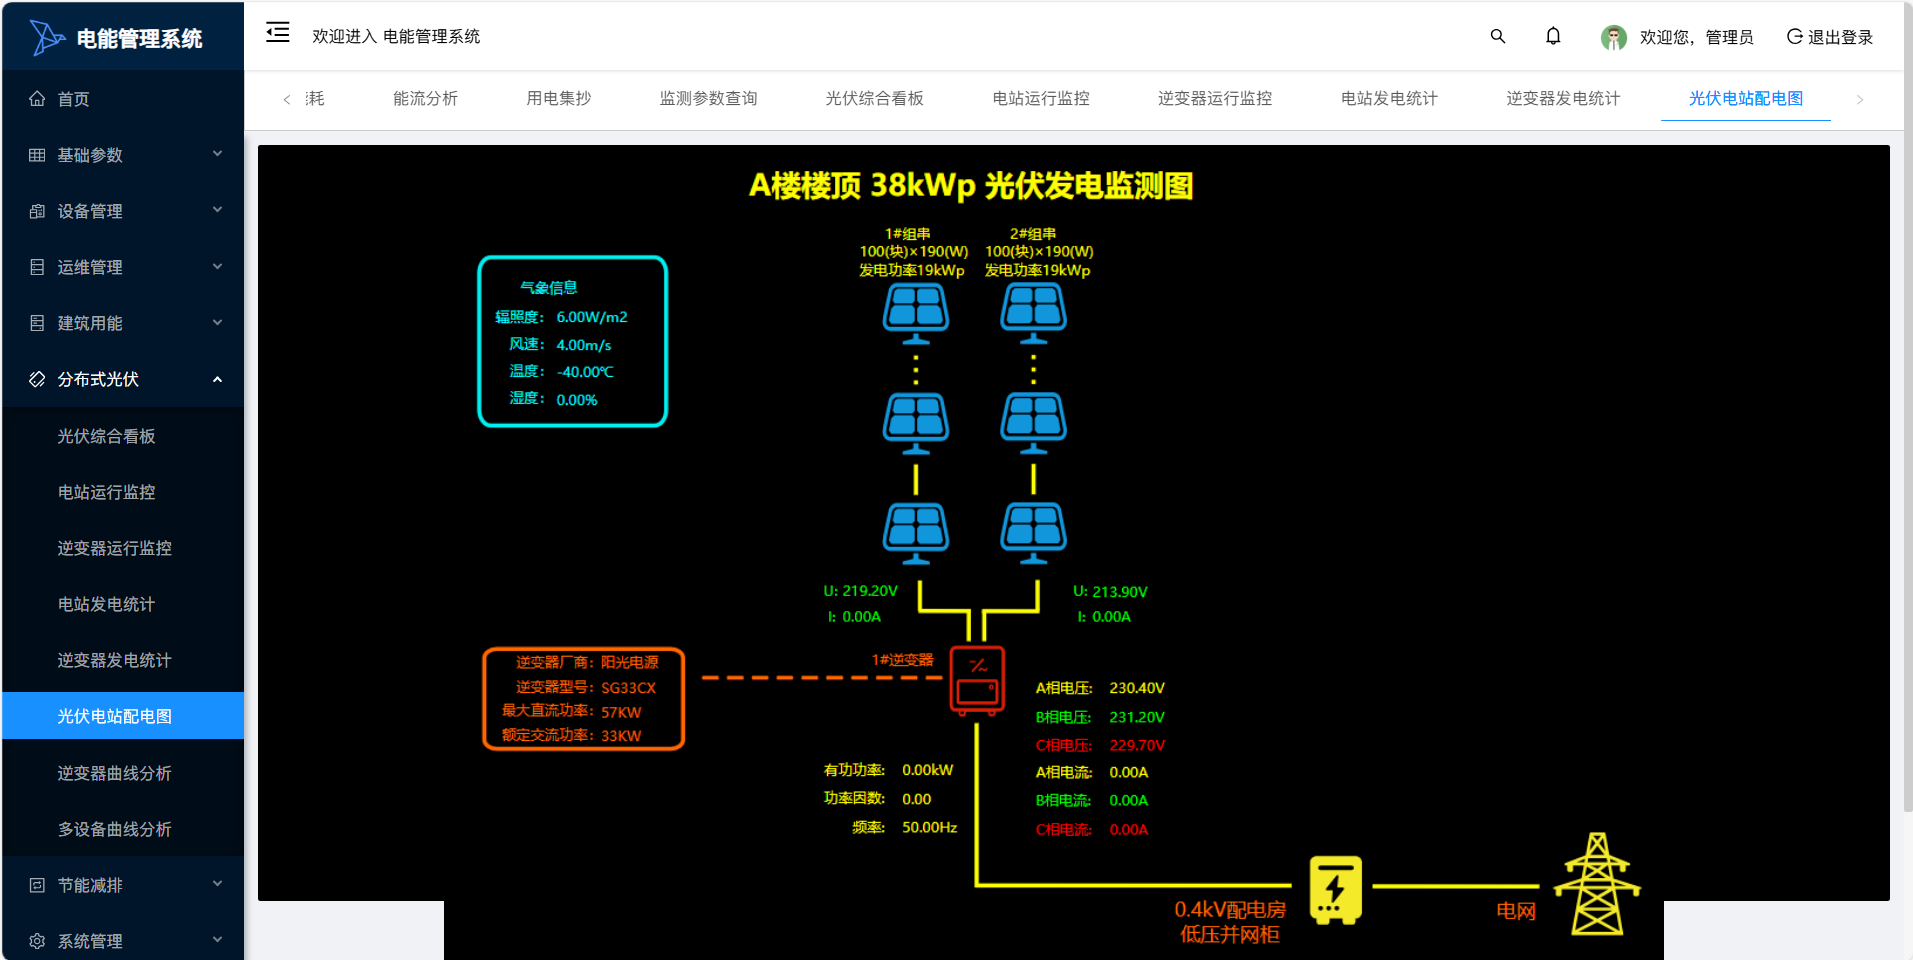 电能管理系统
欢迎进入 电能管理系统
欢迎您，管理员
退出登录
首页
基础参数
设备管理
运维管理
建筑用能
分布式光伏
光伏综合看板
电站运行监控
逆变器运行监控
电站发电统计
逆变器发电统计
光伏电站配电图
逆变器曲线分析
多设备曲线分析
节能减排
系统管理
耗
能流分析
用电集抄
监测参数查询
光伏综合看板
电站运行监控
逆变器运行监控
电站发电统计
逆变器发电统计
光伏电站配电图
A楼楼顶 38kWp 光伏发电监测图
1#组串
100(块)×190(W)
发电功率19kWp
2#组串
100(块)×190(W)
发电功率19kWp
气象信息
辐照度： 6.00W/m2
风速： 4.00m/s
温度： -40.00℃
湿度： 0.00%
U: 219.20V
I: 0.00A
U: 213.90V
I: 0.00A
逆变器厂商：阳光电源
逆变器型号：SG33CX
最大直流功率：57KW
额定交流功率：33KW
1#逆变器
A相电压: 230.40V
B相电压: 231.20V
C相电压: 229.70V
A相电流: 0.00A
B相电流: 0.00A
C相电流: 0.00A
有功功率: 0.00kW
功率因数: 0.00
频率: 50.00Hz
0.4kV配电房
低压并网柜
电网